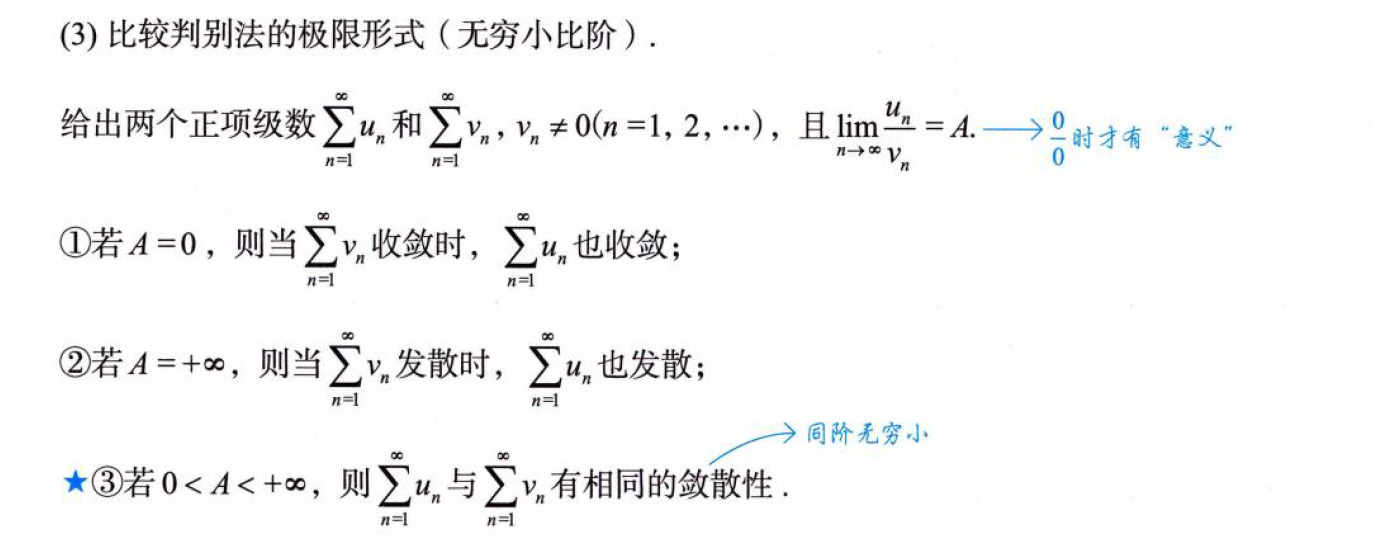 (3) 比较判别法的极限形式（无穷小比阶）.
给出两个正项级数 $\sum_{n=1}^{\infty} u_n$ 和 $\sum_{n=1}^{\infty} v_n$, $v_n \neq 0 (n=1, 2, \cdots)$, 且 $\lim_{n \to \infty} \frac{u_n}{v_n} = A.$ → $\frac{0}{0}$ 时才有“意义”
①若 $A=0$, 则当 $\sum_{n=1}^{\infty} v_n$ 收敛时, $\sum_{n=1}^{\infty} u_n$ 也收敛;
②若 $A=+\infty$, 则当 $\sum_{n=1}^{\infty} v_n$ 发散时, $\sum_{n=1}^{\infty} u_n$ 也发散;
→ 同阶无穷小
★③若 $0<A<+\infty$, 则 $\sum_{n=1}^{\infty} u_n$ 与 $\sum_{n=1}^{\infty} v_n$ 有相同的敛散性.